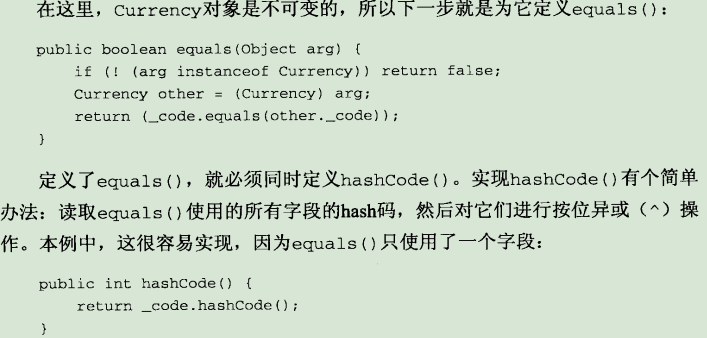 在这里，Currency对象是不可变的，所以下一步就是为它定义equals()：
public boolean equals(Object arg) {
if (! (arg instanceof Currency)) return false;
Currency other = (Currency) arg;
return (_code.equals(other._code));
}
定义了equals()，就必须同时定义hashCode()。实现hashCode()有个简单
办法：读取equals()使用的所有字段的hash码，然后对它们进行按位异或（^）操
作。本例中，这很容易实现，因为equals()只使用了一个字段：
public int hashCode() {
return _code.hashCode();
}